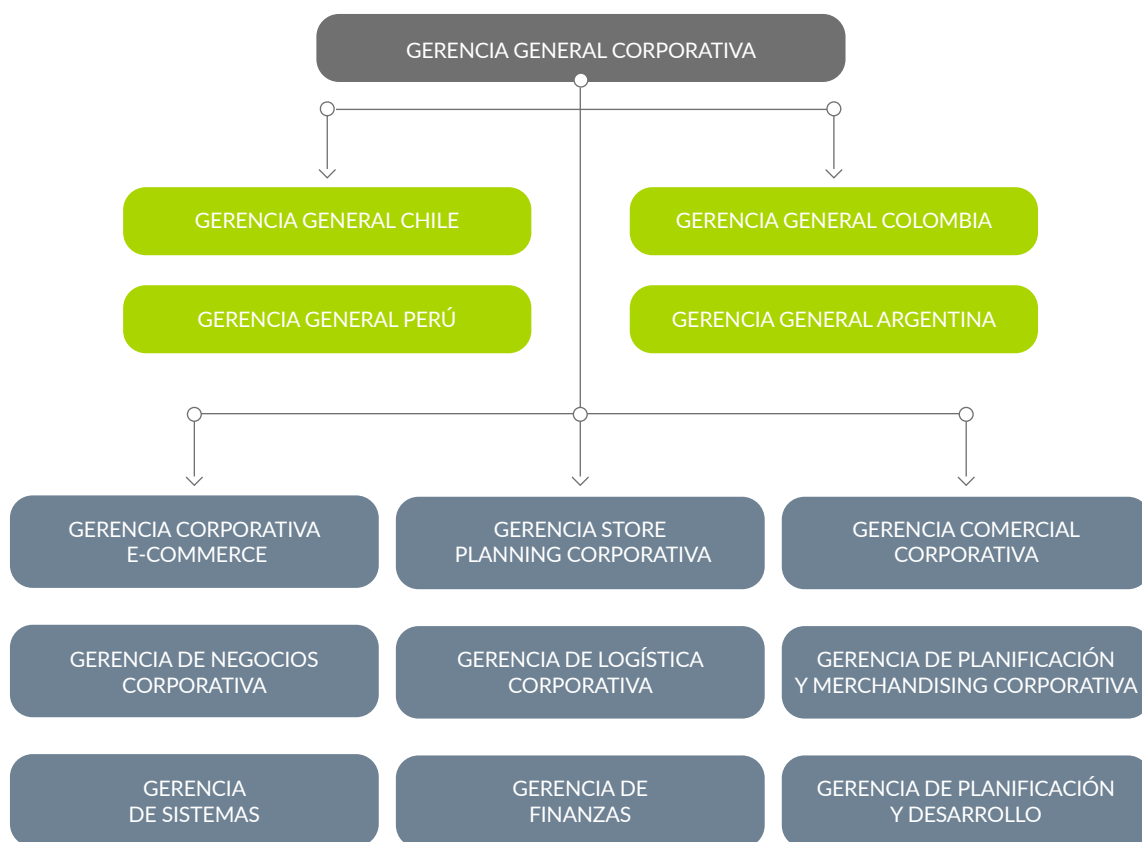 GERENCIA GENERAL CORPORATIVA
GERENCIA GENERAL CHILE
GERENCIA GENERAL COLOMBIA
GERENCIA GENERAL PERÚ
GERENCIA GENERAL ARGENTINA
GERENCIA CORPORATIVA
E-COMMERCE
GERENCIA STORE
PLANNING CORPORATIVA
GERENCIA COMERCIAL
CORPORATIVA
GERENCIA DE NEGOCIOS
CORPORATIVA
GERENCIA DE LOGÍSTICA
CORPORATIVA
GERENCIA DE PLANIFICACIÓN
Y MERCHANDISING CORPORATIVA
GERENCIA
DE SISTEMAS
GERENCIA DE
FINANZAS
GERENCIA DE PLANIFICACIÓN
Y DESARROLLO